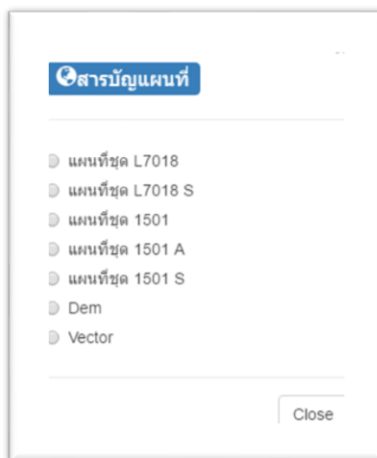 สารบัญแผนที่
แผนที่ชุด L7018
แผนที่ชุด L7018 S
แผนที่ชุด 1501
แผนที่ชุด 1501 A
แผนที่ชุด 1501 S
Dem
Vector
Close